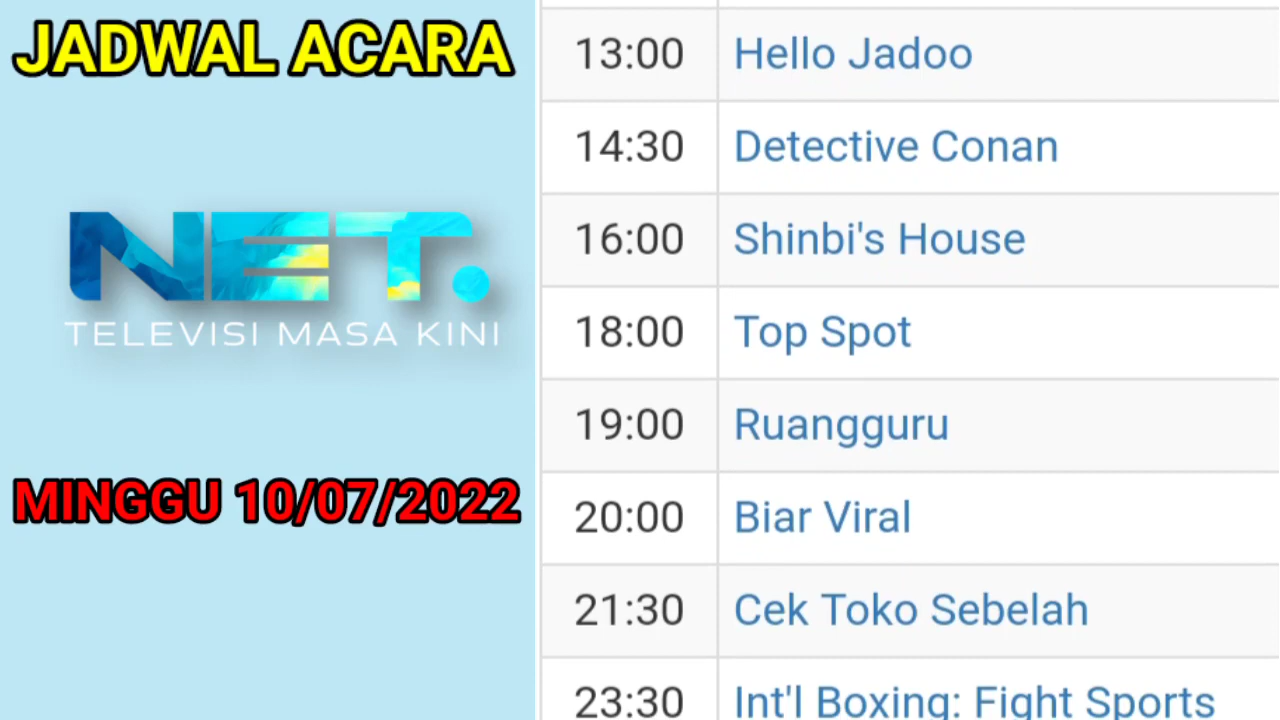 JADWAL ACARA
NET.
TELEVISI MASA KINI
MINGGU 10/07/2022
13:00 Hello Jadoo
14:30 Detective Conan
16:00 Shinbi's House
18:00 Top Spot
19:00 Ruangguru
20:00 Biar Viral
21:30 Cek Toko Sebelah
23:30 Int'l Boxing: Fight Sports